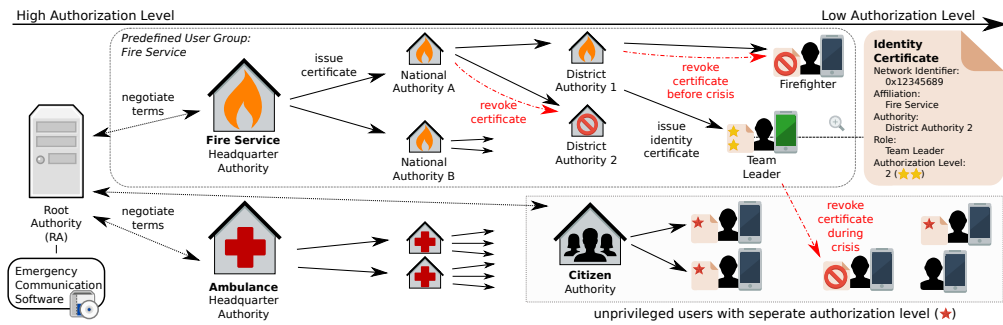 High Authorization Level
Low Authorization Level
Predefined User Group:
Fire Service
negotiate
terms
Fire Service
Headquarter
Authority
issue
certificate
National
Authority A
National
Authority B
revoke
certificate
District
Authority 1
District
Authority 2
revoke
certificate
before crisis
issue
identity
certificate
Firefighter
Team
Leader
Identity
Certificate
Network Identifier:
0x12345689
Affiliation:
Fire Service
Authority:
District Authority 2
Role:
Team Leader
Authorization Level:
2 (⭐⭐)
Root
Authority
(RA)
Emergency
Communication
Software
negotiate
terms
Ambulance
Headquarter
Authority
Citizen
Authority
revoke
certificate
during
crisis
unprivileged users with seperate authorization level (★)